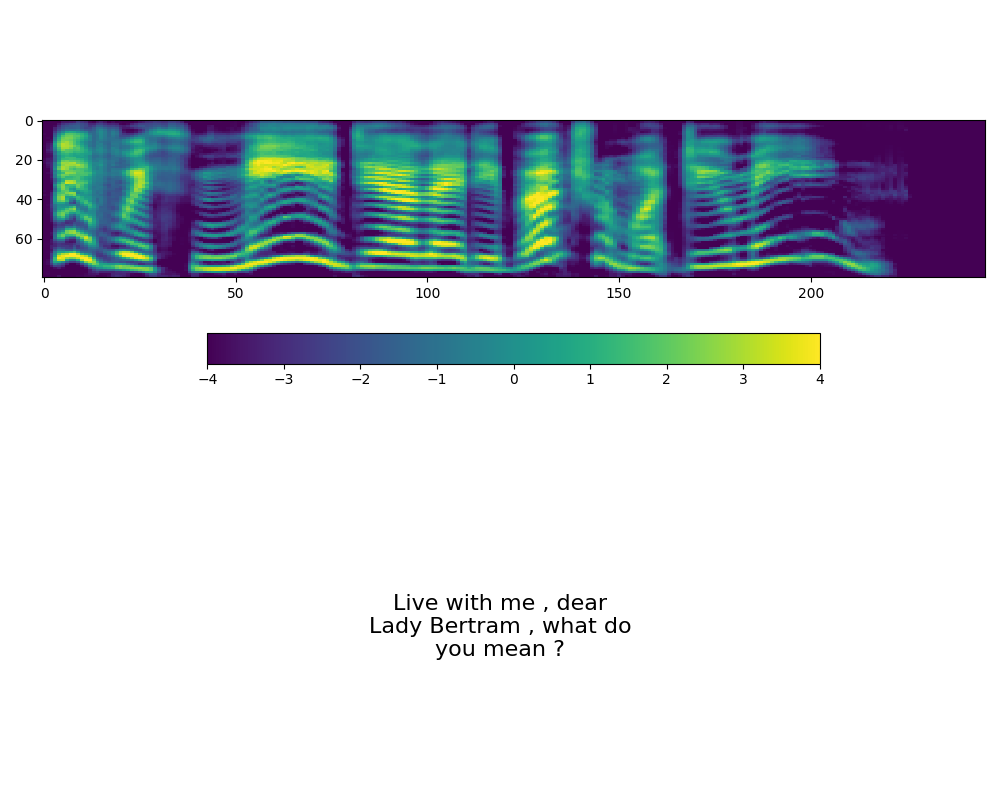 0
20
40
60
0 50 100 150 200
−4 −3 −2 −1 0 1 2 3 4
Live with me , dear
Lady Bertram , what do
you mean ?